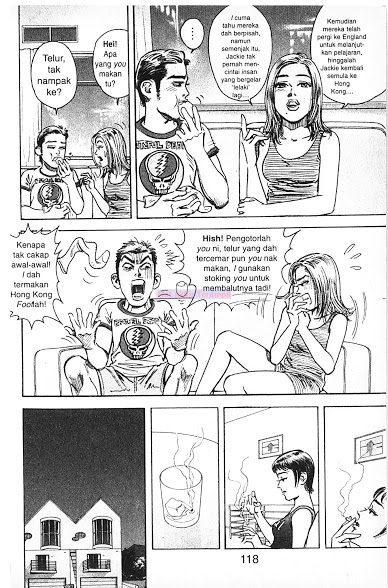 Telur,
tak
nampak
ke?
Hei!
Apa
yang you
makan
tu?
...
I cuma
tahu mereka
dah berpisah,
namun
semenjak itu,
Jackie tak
pernah men-
cintai insan
yang bergelar
'lelaki'
lagi....
Kemudian
mereka telah
pergi ke England
untuk melanjut-
kan pelajaran,
hinggalah
Jackie kembali
semula ke
Hong
Kong....
Kenapa
tak cakap
awal-awal!
I dah
termakan
Hong Kong
Footlah!
Hish! Pengotorlah
you ni, telur yang dah
tercemar pun you nak
makan, I gunakan
stoking you untuk
membalutnya tadi!
118